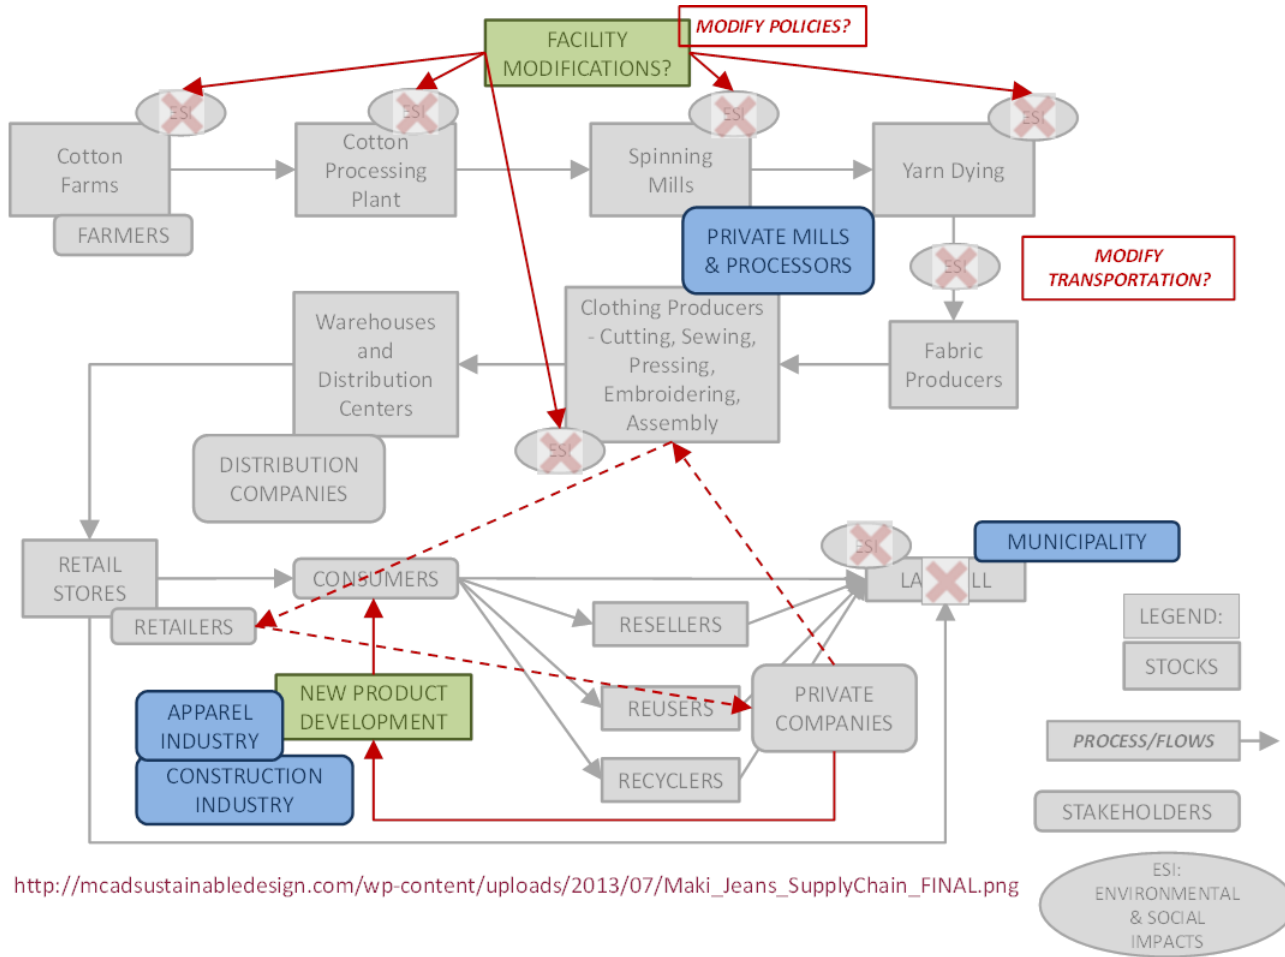 FACILITY
MODIFICATIONS?
MODIFY POLICIES?
ESI
ESI
ESI
ESI
Cotton
Farms
Cotton
Processing
Plant
Spinning
Mills
Yarn Dying
FARMERS
PRIVATE MILLS
& PROCESSORS
ESI
MODIFY
TRANSPORTATION?
Warehouses
and
Distribution
Centers
Clothing Producers
- Cutting, Sewing,
Pressing,
Embroidering,
Assembly
Fabric
Producers
ESI
DISTRIBUTION
COMPANIES
RETAIL
STORES
CONSUMERS
ESI
MUNICIPALITY
LA LL
RETAILERS
RESELLERS
LEGEND:
STOCKS
NEW PRODUCT
DEVELOPMENT
APPAREL
INDUSTRY
REUSERS
PRIVATE
COMPANIES
PROCESS/FLOWS
CONSTRUCTION
INDUSTRY
RECYCLERS
STAKEHOLDERS
http://mcadsustainabledesign.com/wp-content/uploads/2013/07/Maki_Jeans_SupplyChain_FINAL.png
ESI:
ENVIRONMENTAL
& SOCIAL
IMPACTS